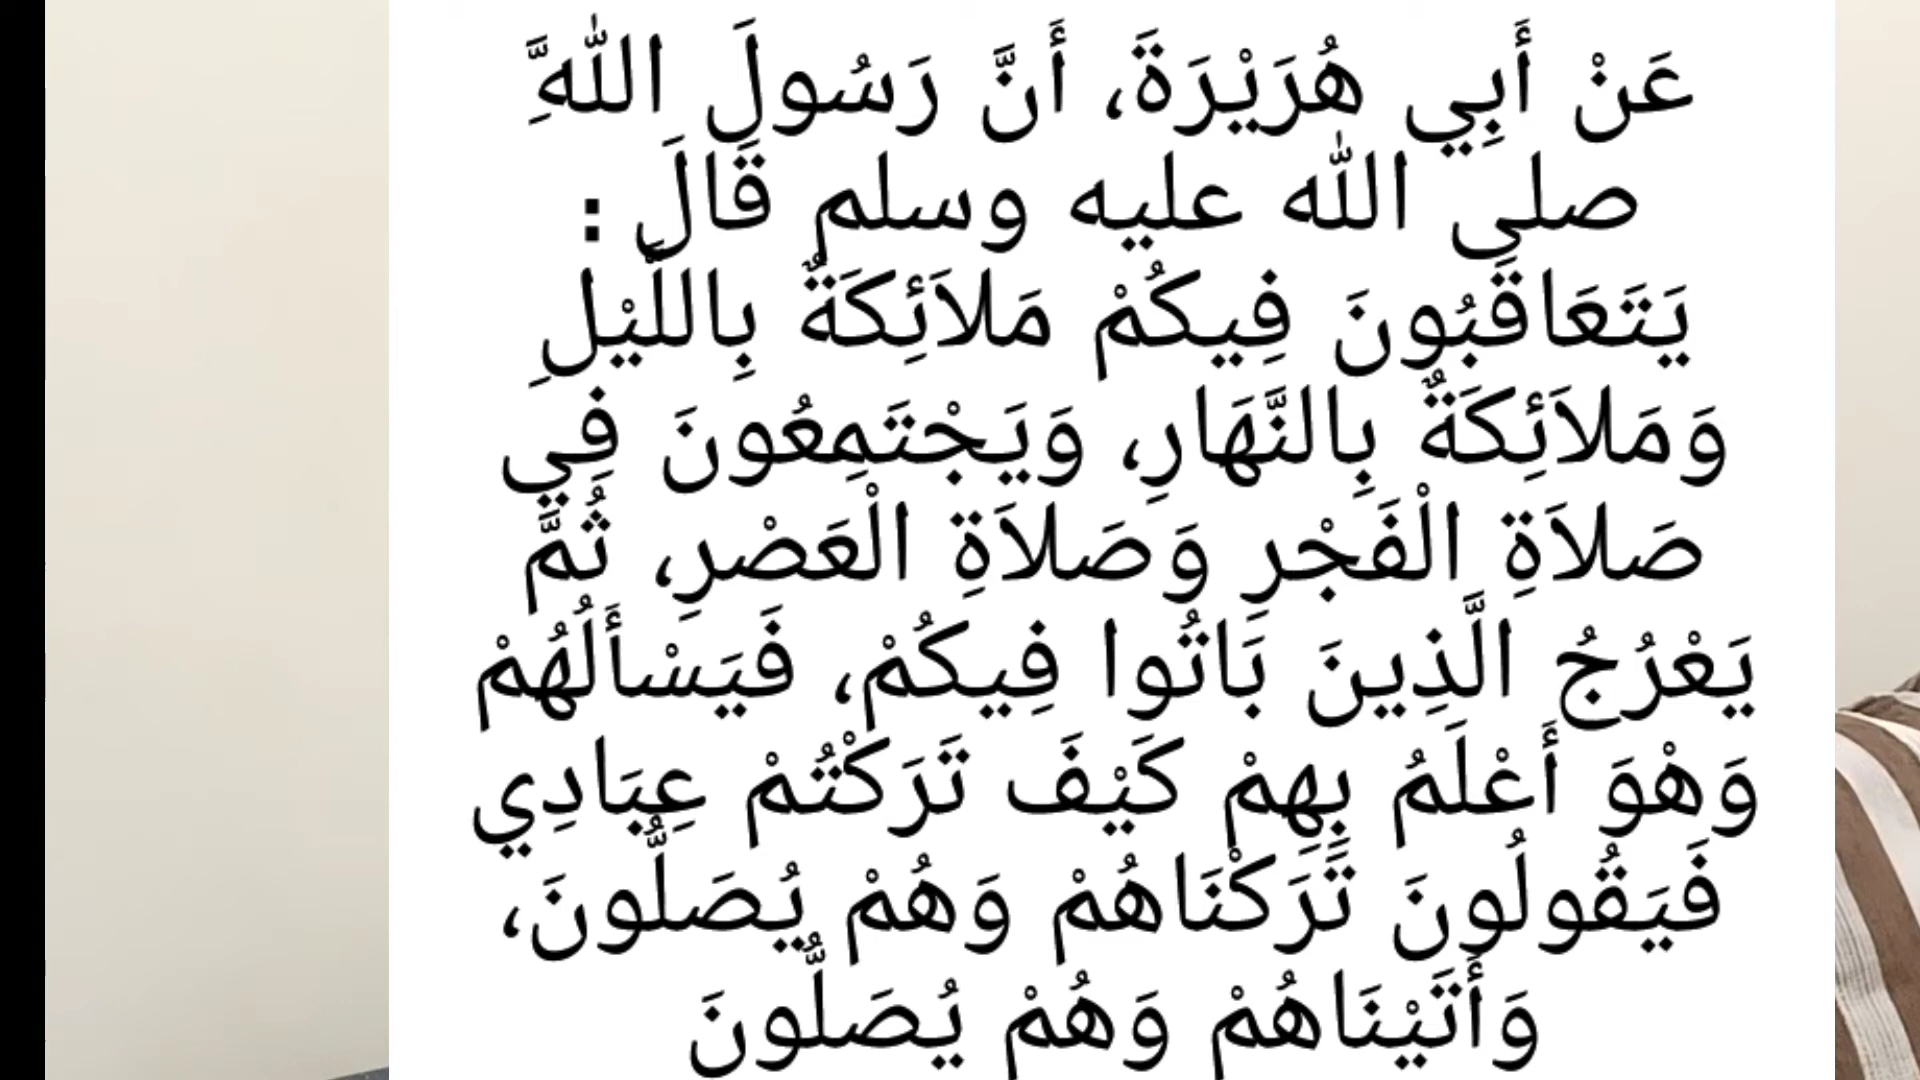 عَنْ أَبِي هُرَيْرَةَ، أَنَّ رَسُولَ اللَّهِ
صلى الله عليه وسلم قَالَ :
يَتَعَاقَبُونَ فِيكُمْ مَلاَئِكَةٌ بِاللَّيْلِ
وَمَلاَئِكَةٌ بِالنَّهَارِ، وَيَجْتَمِعُونَ فِي
صَلاَةِ الْفَجْرِ وَصَلاَةِ الْعَصْرِ، ثُمَّ
يَعْرُجُ الَّذِينَ بَاتُوا فِيكُمْ، فَيَسْأَلُهُمْ
وَهْوَ أَعْلَمُ بِهِمْ كَيْفَ تَرَكْتُمْ عِبَادِي
فَيَقُولُونَ تَرَكْنَاهُمْ وَهُمْ يُصَلُّونَ،
وَأَتَيْنَاهُمْ وَهُمْ يُصَلُّونَ